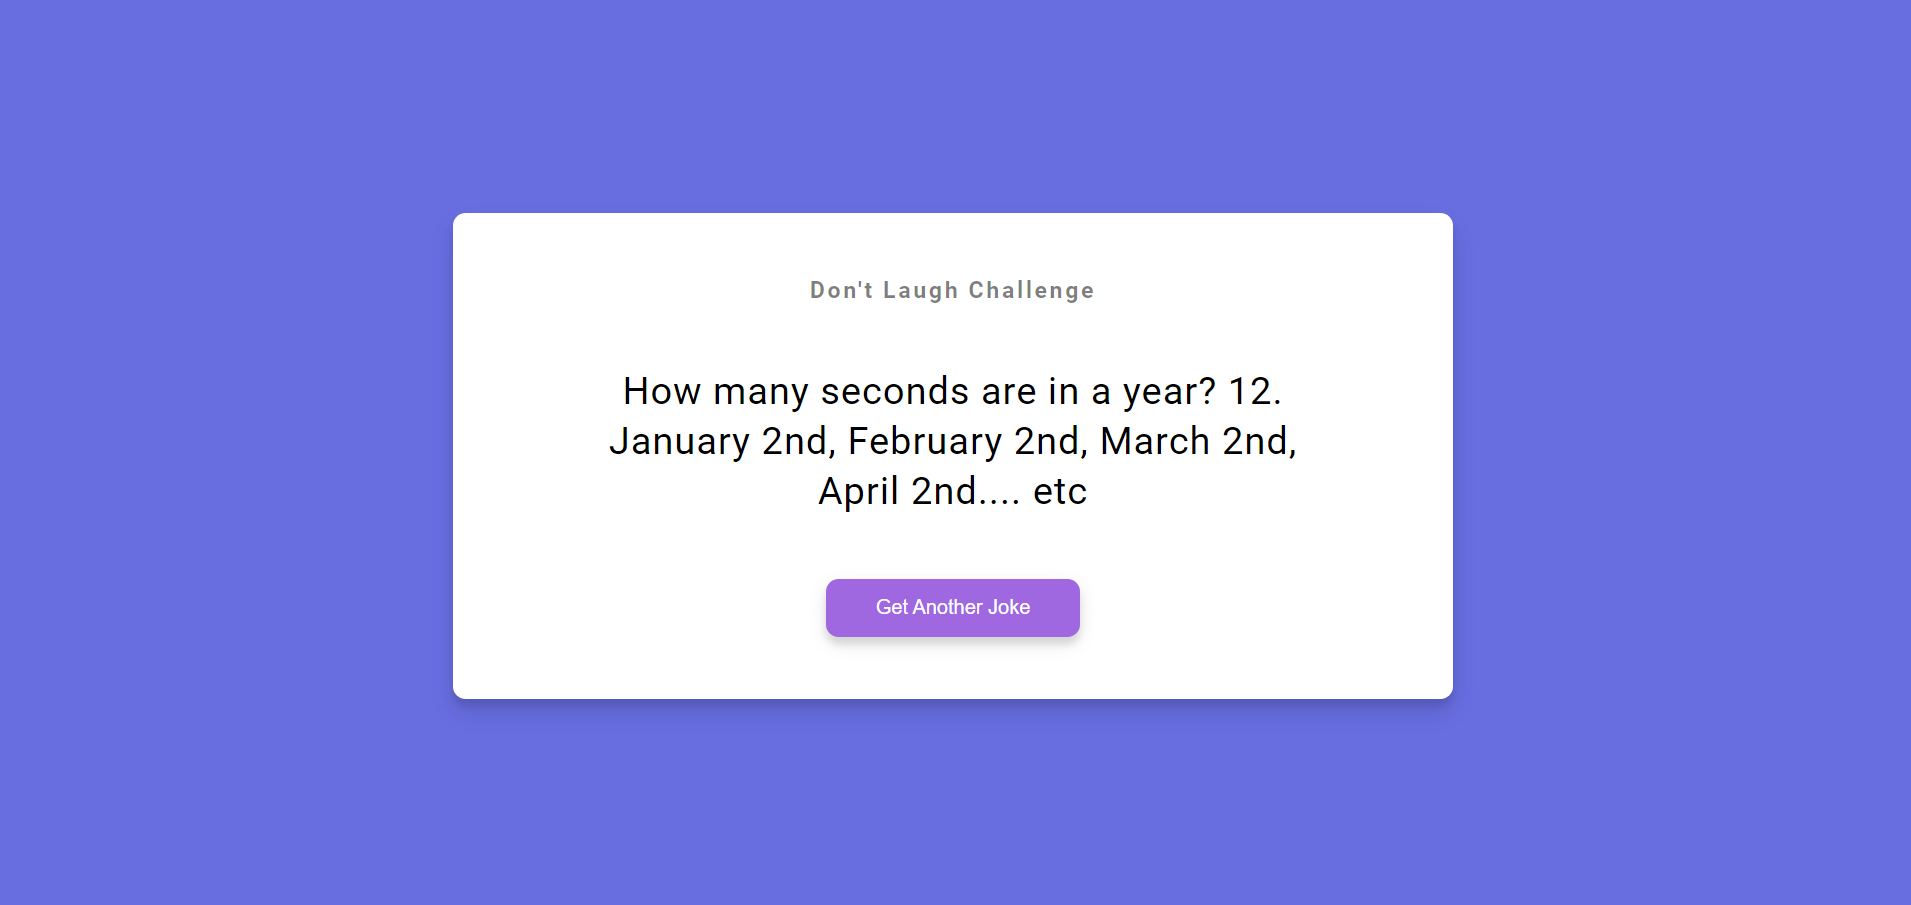 Don't Laugh Challenge
How many seconds are in a year? 12.
January 2nd, February 2nd, March 2nd,
April 2nd.... etc
Get Another Joke